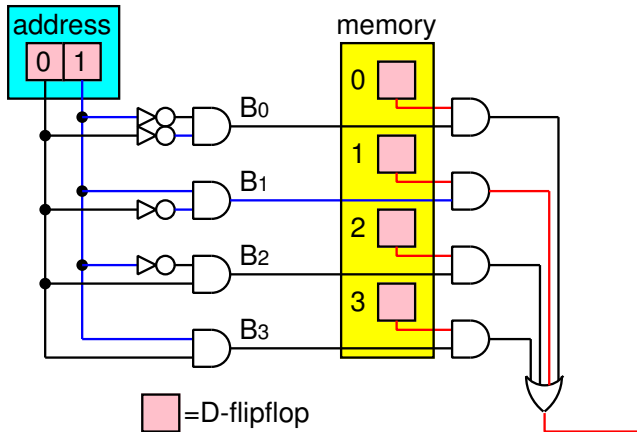 address
0 1
memory
0
B0
1
B1
2
B2
3
B3
=D-flipflop